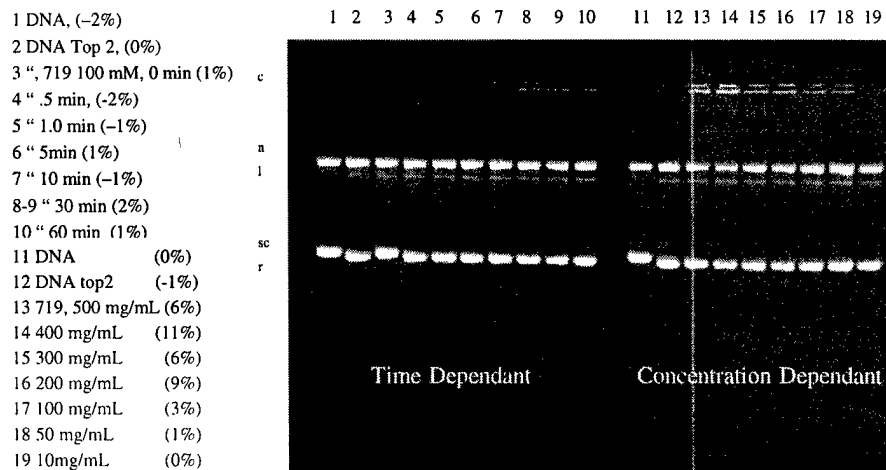 1 DNA, (−2%)
2 DNA Top 2, (0%)
3 “, 719 100 mM, 0 min (1%)
4 “ .5 min, (-2%)
5 “ 1.0 min (−1%)
6 “ 5min (1%)
7 “ 10 min (−1%)
8-9 “ 30 min (2%)
10 “ 60 min (1%)
11 DNA (0%)
12 DNA top2 (-1%)
13 719, 500 mg/mL (6%)
14 400 mg/mL (11%)
15 300 mg/mL (6%)
16 200 mg/mL (9%)
17 100 mg/mL (3%)
18 50 mg/mL (1%)
19 10mg/mL (0%)
1 2 3 4 5 6 7 8 9 10 11 12 13 14 15 16 17 18 19
c
n
l
sc
r
Time Dependant Concentration Dependant